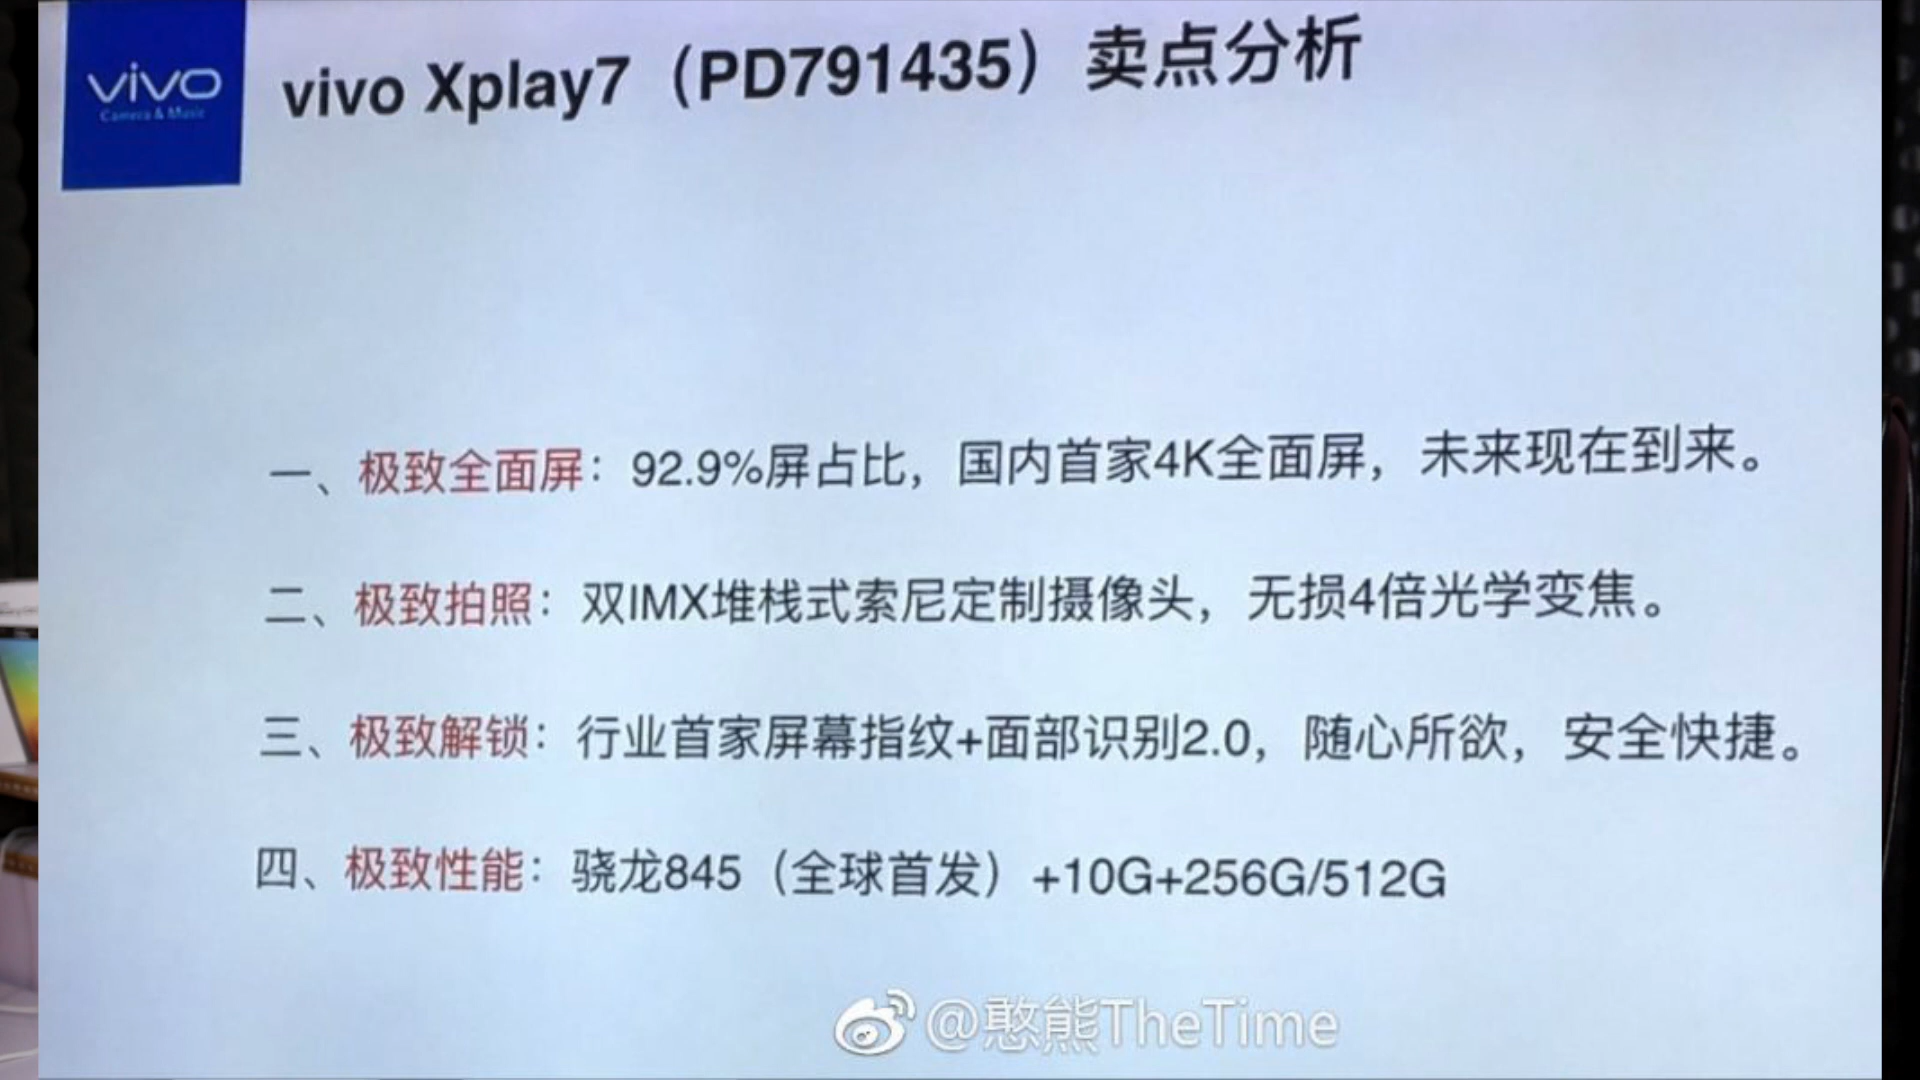 vivo
Camera & Music
vivo Xplay7（PD791435）卖点分析
一、极致全面屏：92.9%屏占比，国内首家4K全面屏，未来现在到来。
二、极致拍照：双IMX堆栈式索尼定制摄像头，无损4倍光学变焦。
三、极致解锁：行业首家屏幕指纹+面部识别2.0，随心所欲，安全快捷。
四、极致性能：骁龙845（全球首发）+10G+256G/512G
@憨熊TheTime